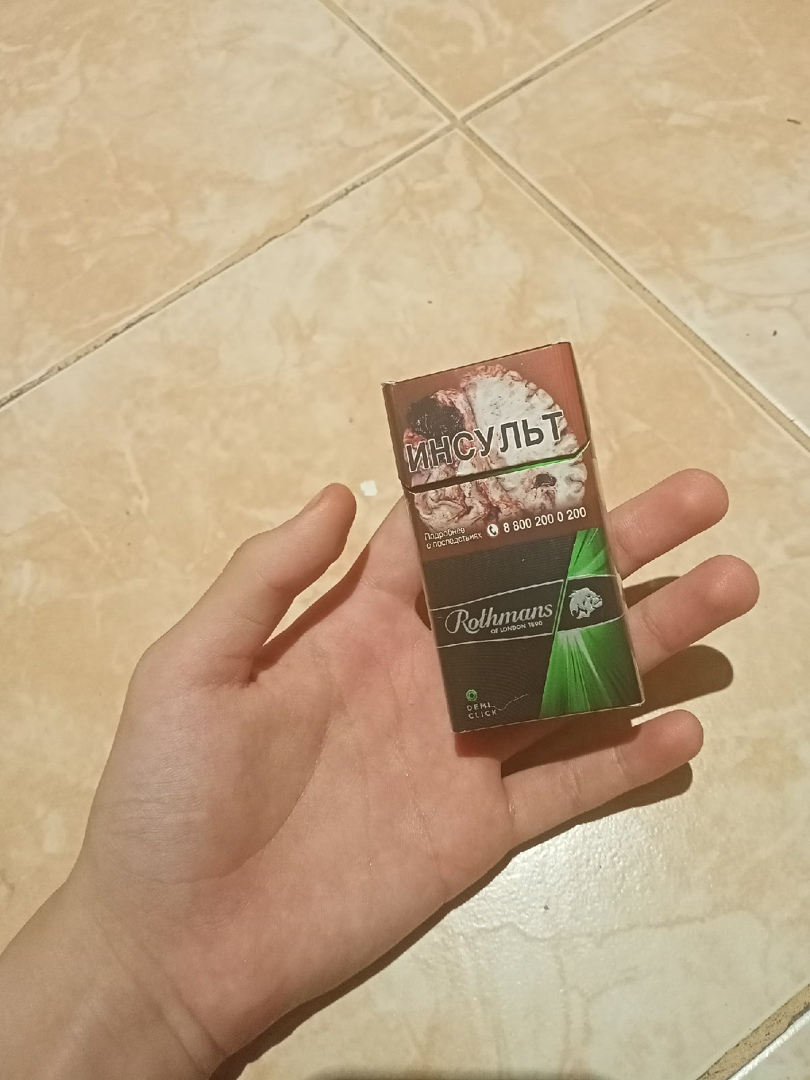 ИНСУЛЬТ
Подробнее
о последствиях
8 800 200 0 200
Rothmans
OF LONDON 1890
DEMI
CLICK